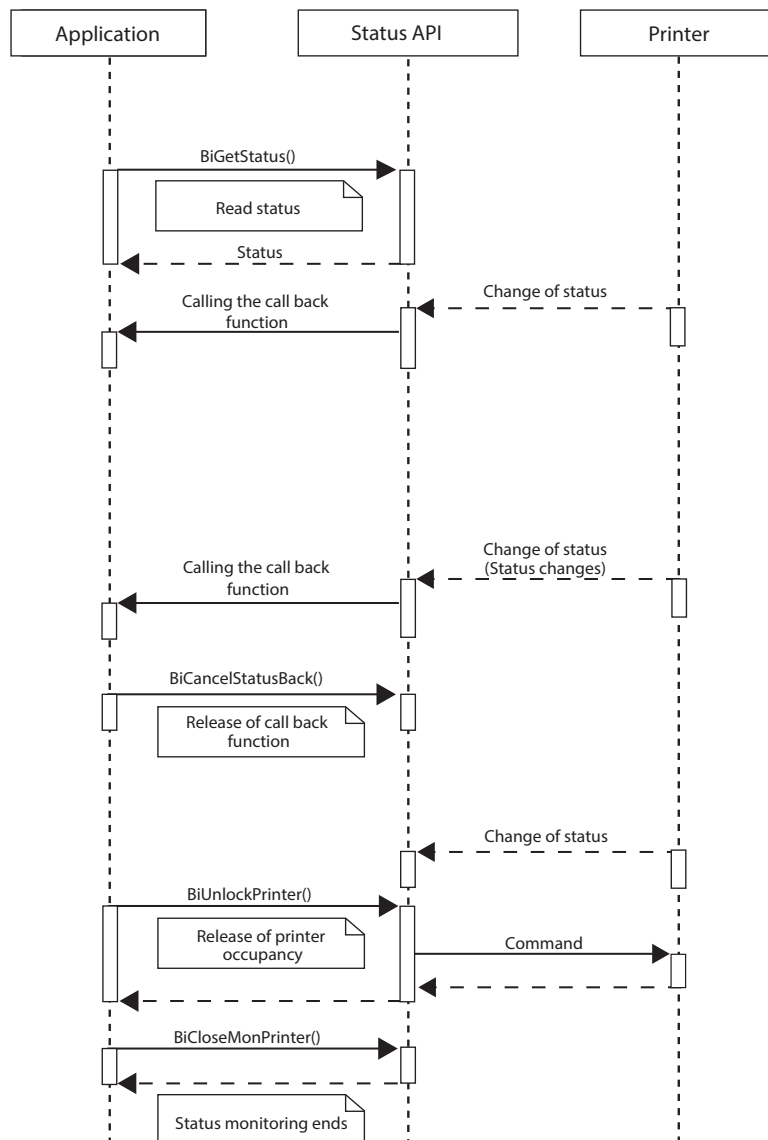 Application
Status API
Printer
BiGetStatus()
Read status
Status
Change of status
Calling the call back
function
Change of status
(Status changes)
Calling the call back
function
BiCancelStatusBack()
Release of call back
function
Change of status
BiUnlockPrinter()
Release of printer
occupancy
Command
BiCloseMonPrinter()
Status monitoring ends